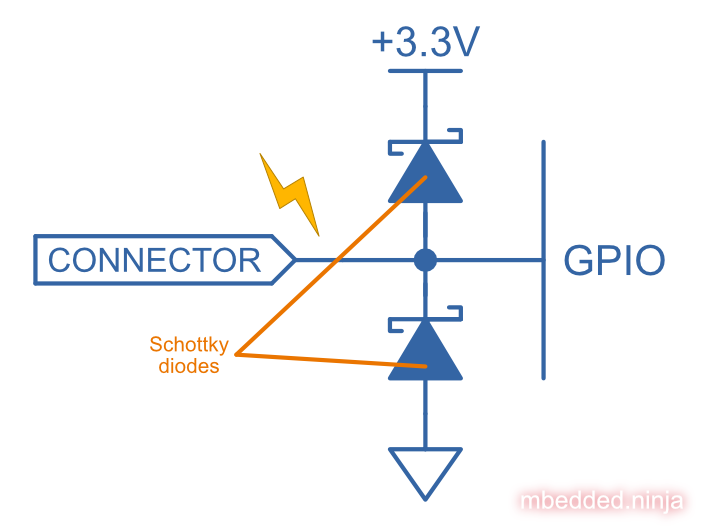 +3.3V
CONNECTOR
GPIO
Schottky
diodes
mbedded.ninja